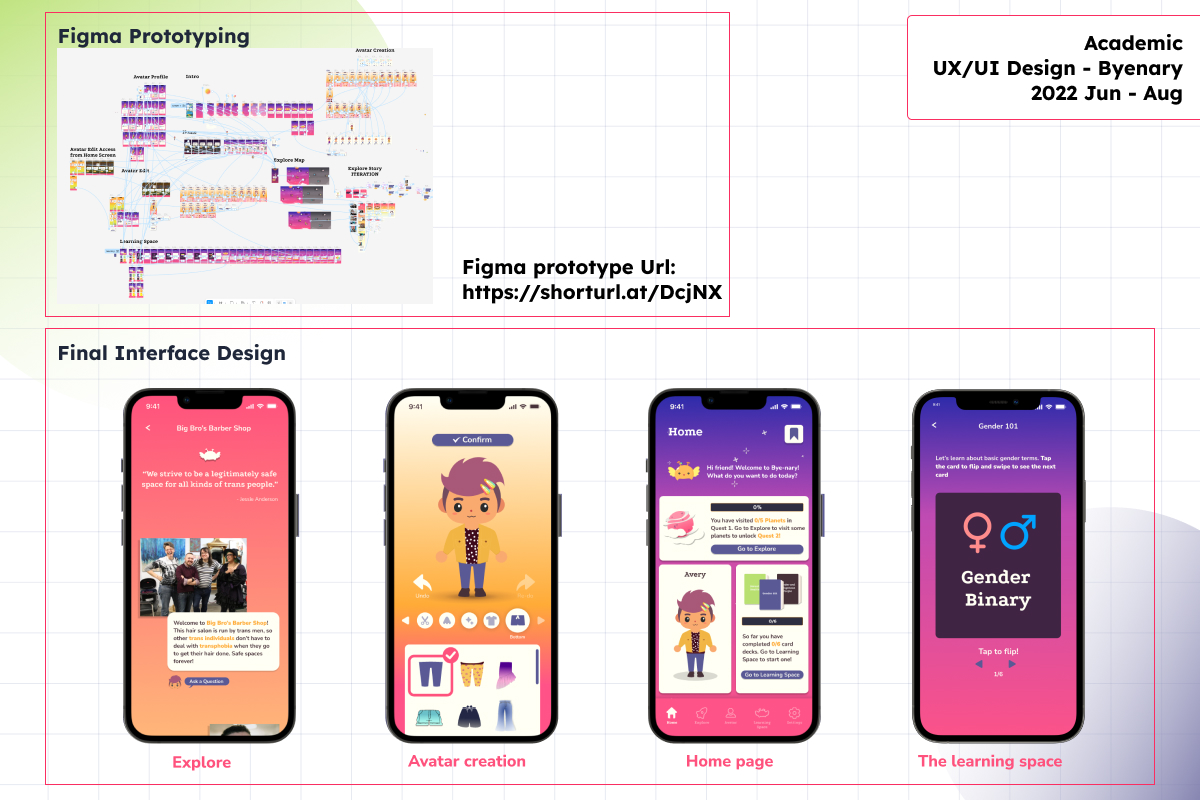 Figma Prototyping
Academic
UX/UI Design - Byenary
2022 Jun - Aug
Avatar Creation
Avatar Profile
Intro
Avatar Edit Access
from Home Screen
Avatar Edit
Explore Map
Explore Story
ITERATION
Learning Space
Figma prototype Url:
https://shorturl.at/DcjNX
Final Interface Design
9:41
Big Bro's Barber Shop
“We strive to be a legitimately safe
space for all kinds of trans people.”
- Jessie Anderson
Welcome to Big Bro's Barber Shop!
This hair salon is run by trans men, so
other trans individuals don't have to
deal with transphobia when they go
to get their hair done. Safe spaces
forever!
Ask a Question
Explore
9:41
Confirm
Undo
Bottom
Avatar creation
9:41
Home
Hi friend! Welcome to Bye-nary!
What do you want to do today?
0%
You have visited 0/5 Planets in
Quest 1. Go to Explore to visit some
planets to unlock Quest 2!
Go to Explore
Avery
0/6
So far you have
completed 0/6 card
decks. Go to Learning
Space to start one!
Go to Learning Space
Home
Explore
Learning
Space
Settings
Home page
9:41
Gender 101
Let's learn about basic gender terms. Tap
the card to flip and swipe to see the next
card
Gender
Binary
Tap to flip!
1/6
The learning space